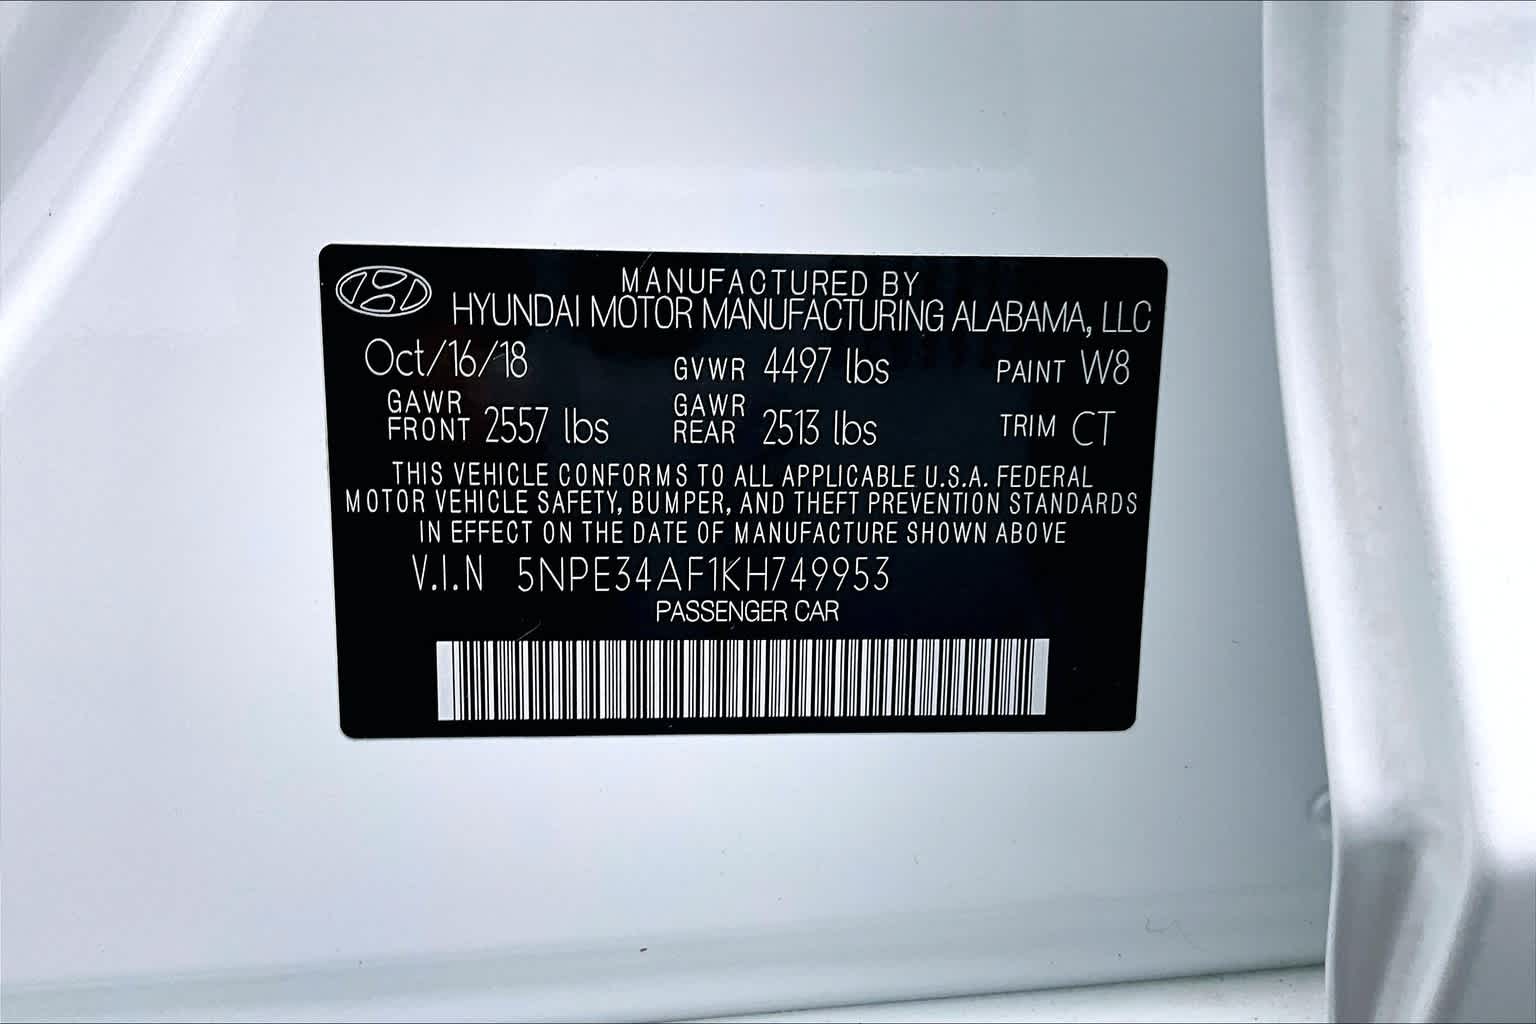 MANUFACTURED BY
HYUNDAI MOTOR MANUFACTURING ALABAMA, LLC
Oct/16/18 GVWR 4497 lbs PAINT W8
GAWR FRONT 2557 lbs GAWR REAR 2513 lbs TRIM CT
THIS VEHICLE CONFORMS TO ALL APPLICABLE U.S.A. FEDERAL
MOTOR VEHICLE SAFETY, BUMPER, AND THEFT PREVENTION STANDARDS
IN EFFECT ON THE DATE OF MANUFACTURE SHOWN ABOVE
V.I.N 5NPE34AF1KH749953
PASSENGER CAR